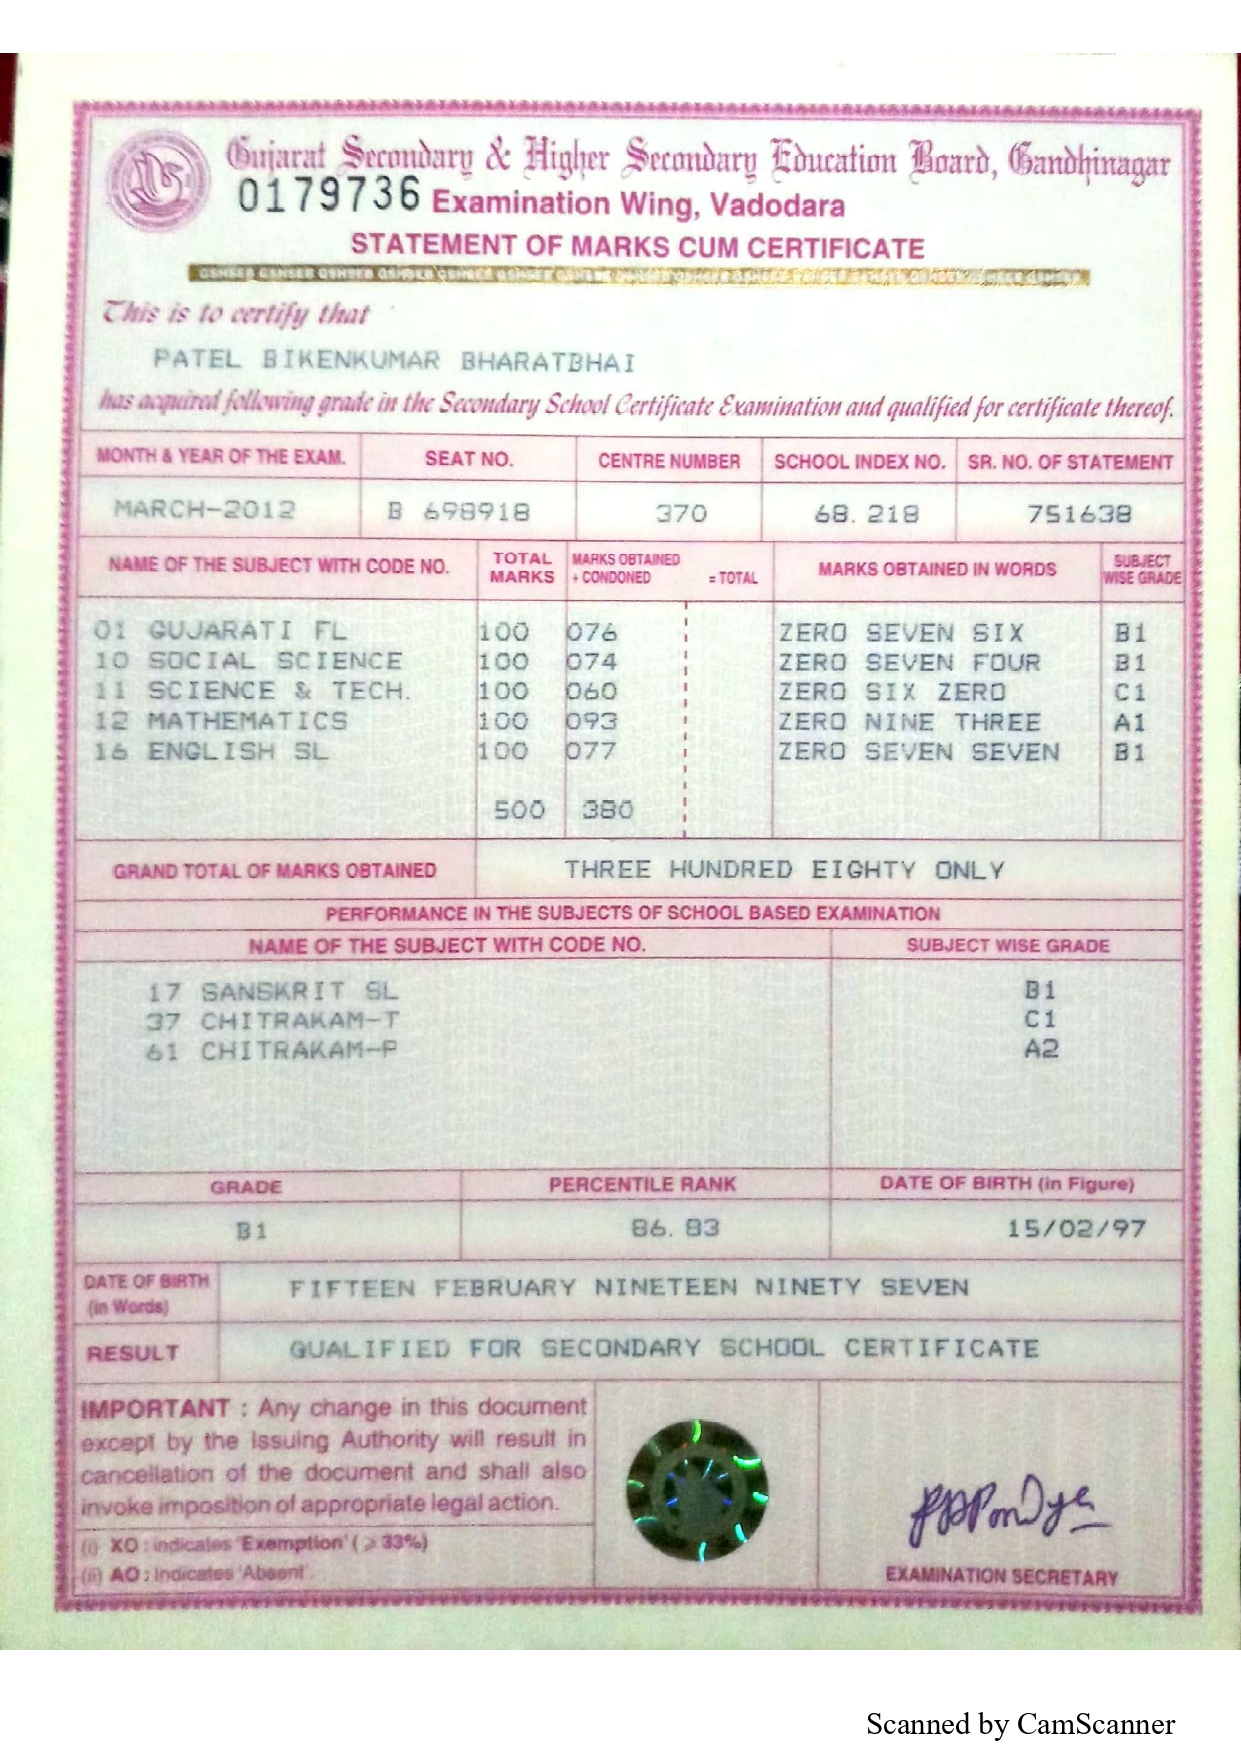 Gujarat Secondary & Higher Secondary Education Board, Gandhinagar
0179736 Examination Wing, Vadodara
STATEMENT OF MARKS CUM CERTIFICATE
This is to certify that
PATEL BIKENKUMAR BHARATBHAI
has acquired following grade in the Secondary School Certificate Examination and qualified for certificate thereof.
MONTH & YEAR OF THE EXAM. SEAT NO. CENTRE NUMBER SCHOOL INDEX NO. SR. NO. OF STATEMENT
MARCH-2012 B 698918 370 68.218 751638
NAME OF THE SUBJECT WITH CODE NO. TOTAL MARKS MARKS OBTAINED + CONDONED = TOTAL MARKS OBTAINED IN WORDS SUBJECT WISE GRADE
01 GUJARATI FL 100 076 ZERO SEVEN SIX B1
10 SOCIAL SCIENCE 100 074 ZERO SEVEN FOUR B1
11 SCIENCE & TECH. 100 060 ZERO SIX ZERO C1
12 MATHEMATICS 100 093 ZERO NINE THREE A1
16 ENGLISH SL 100 077 ZERO SEVEN SEVEN B1
500 380
GRAND TOTAL OF MARKS OBTAINED THREE HUNDRED EIGHTY ONLY
PERFORMANCE IN THE SUBJECTS OF SCHOOL BASED EXAMINATION
NAME OF THE SUBJECT WITH CODE NO. SUBJECT WISE GRADE
17 SANSKRIT SL B1
37 CHITRAKAM-T C1
61 CHITRAKAM-P A2
GRADE PERCENTILE RANK DATE OF BIRTH (in Figure)
B1 86.83 15/02/97
DATE OF BIRTH (in Words) FIFTEEN FEBRUARY NINETEEN NINETY SEVEN
RESULT QUALIFIED FOR SECONDARY SCHOOL CERTIFICATE
IMPORTANT : Any change in this document
except by the Issuing Authority will result in
cancellation of the document and shall also
invoke imposition of appropriate legal action.
(i) XO : indicates 'Exemption' (≥ 33%)
(ii) AO : Indicates 'Absent'.
EXAMINATION SECRETARY
Scanned by CamScanner